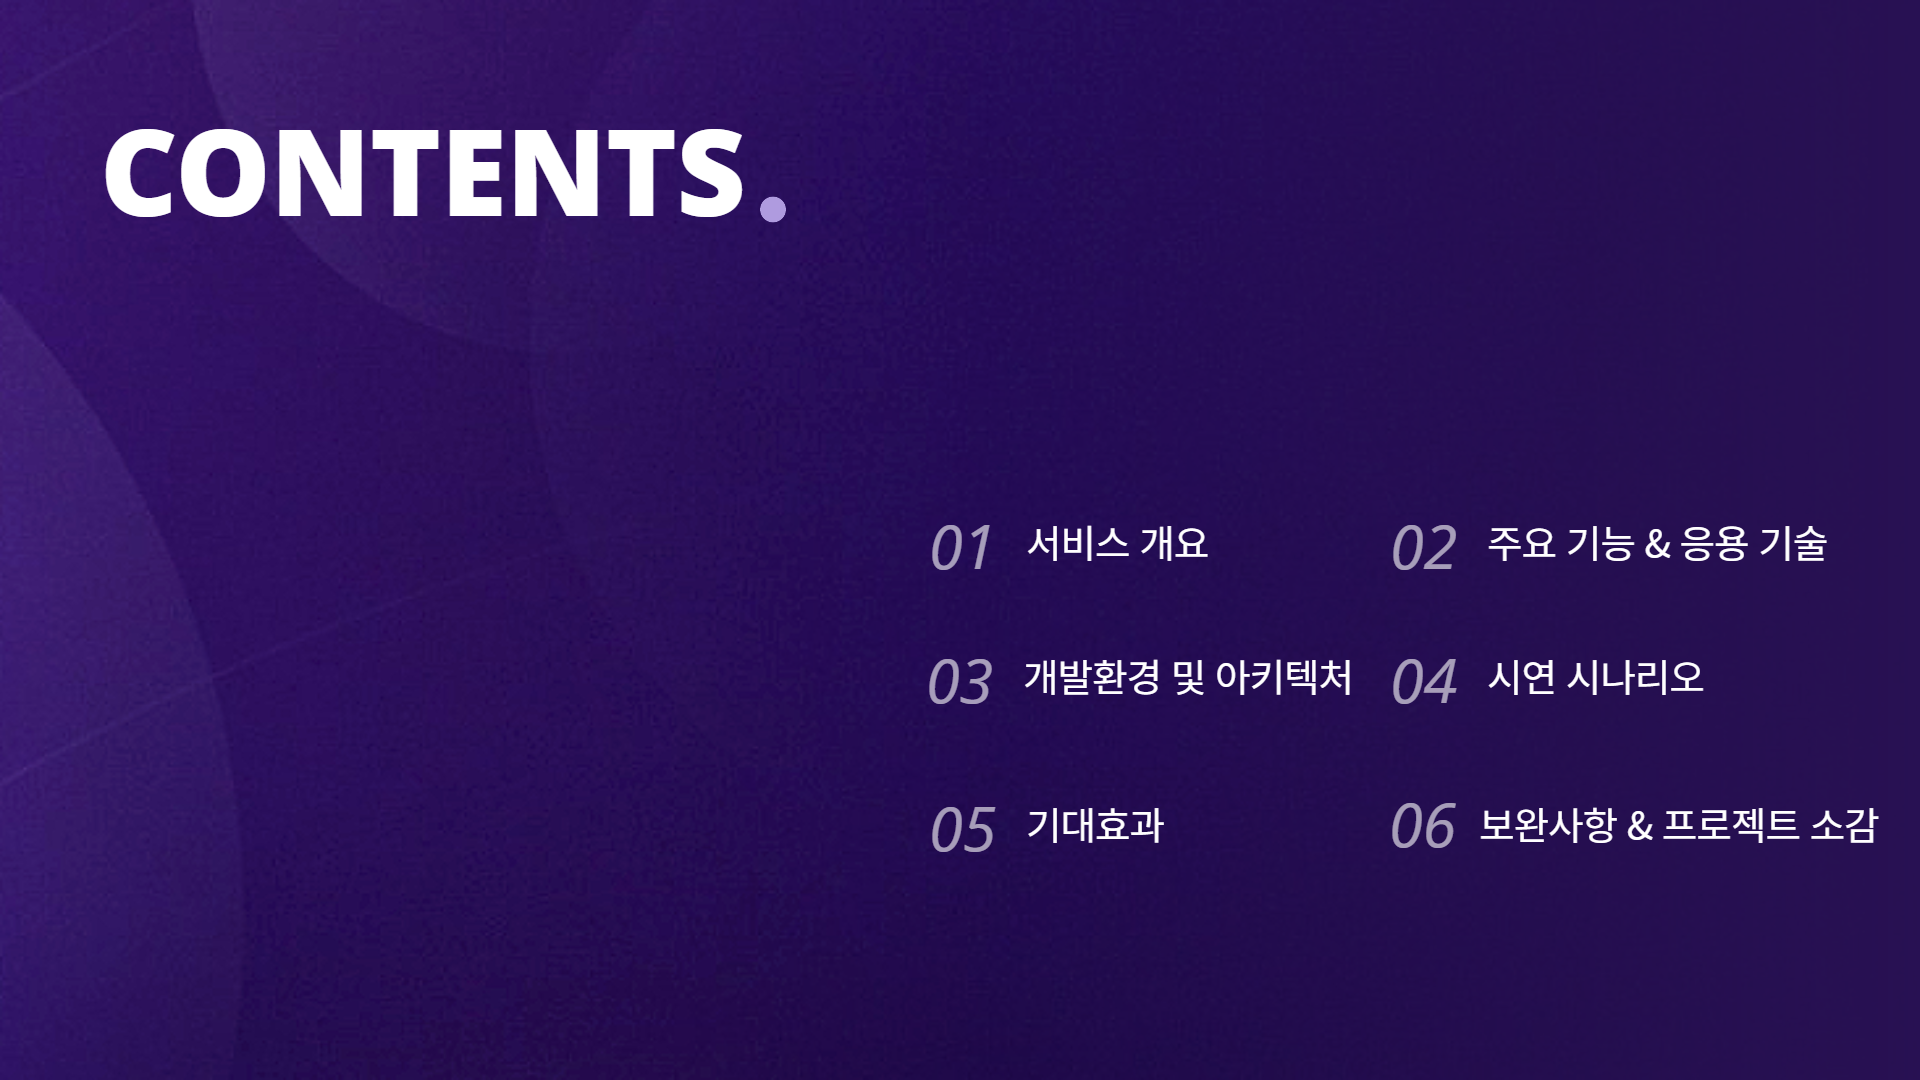 CONTENTS.
01 서비스 개요
02 주요 기능 & 응용 기술
03 개발환경 및 아키텍처
04 시연 시나리오
05 기대효과
06 보완사항 & 프로젝트 소감